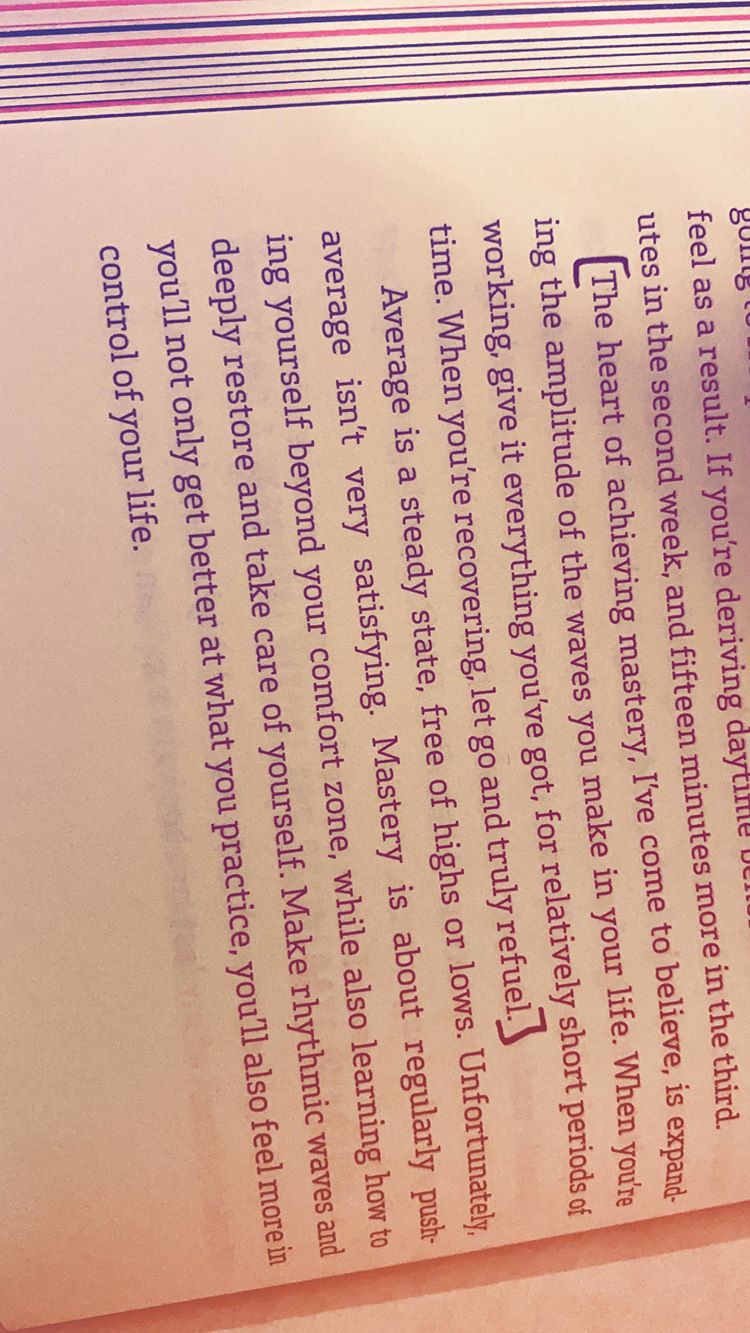 going to
feel as a result. If you're deriving daytime
utes in the second week, and fifteen minutes more in the third.
[The heart of achieving mastery, I've come to believe, is expand-
ing the amplitude of the waves you make in your life. When you're
working, give it everything you've got, for relatively short periods of
time. When you're recovering, let go and truly refuel.]
Average is a steady state, free of highs or lows. Unfortunately,
average isn't very satisfying. Mastery is about regularly push-
ing yourself beyond your comfort zone, while also learning how to
deeply restore and take care of yourself. Make rhythmic waves and
you'll not only get better at what you practice, you'll also feel more in
control of your life.